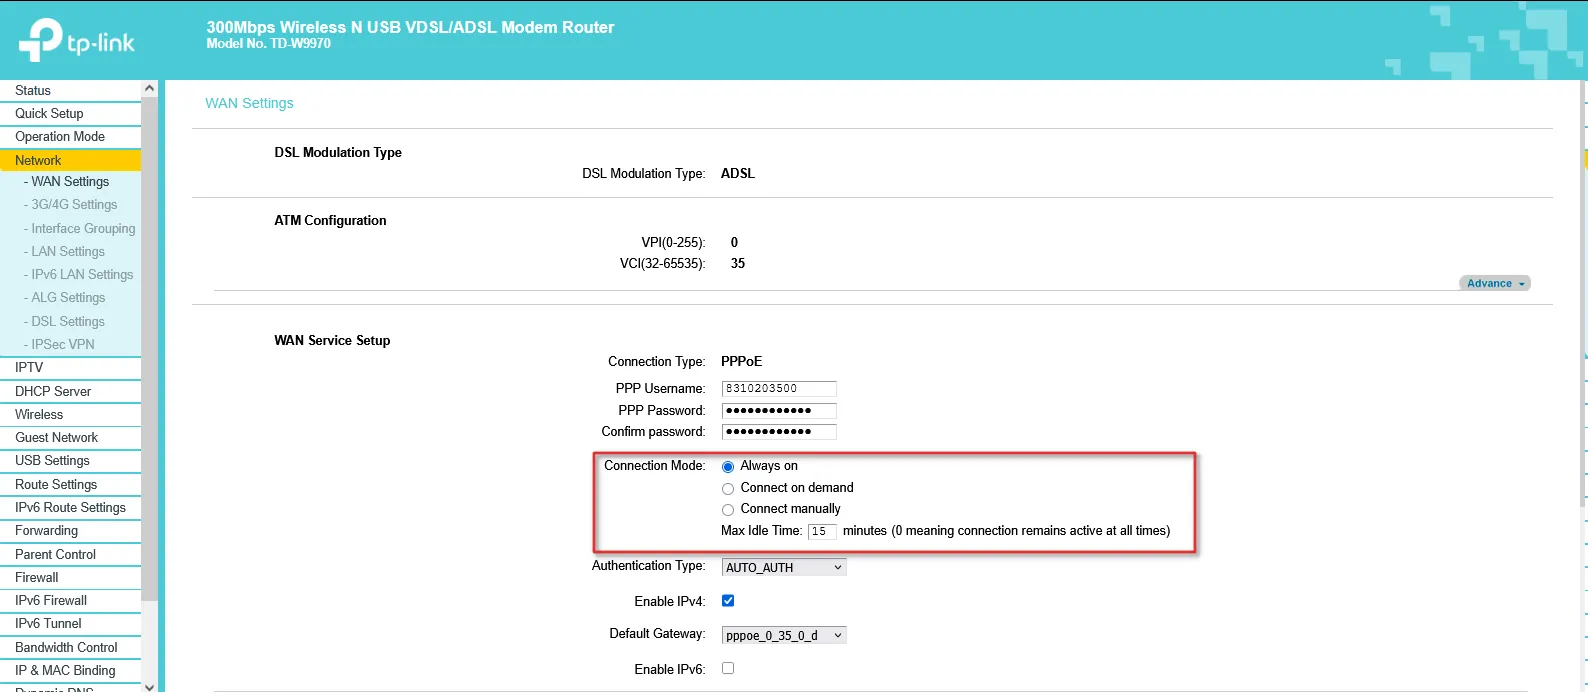 tp-link
300Mbps Wireless N USB VDSL/ADSL Modem Router
Model No. TD-W9970
Status
Quick Setup
Operation Mode
Network
- WAN Settings
- 3G/4G Settings
- Interface Grouping
- LAN Settings
- IPv6 LAN Settings
- ALG Settings
- DSL Settings
- IPSec VPN
IPTV
DHCP Server
Wireless
Guest Network
USB Settings
Route Settings
IPv6 Route Settings
Forwarding
Parent Control
Firewall
IPv6 Firewall
IPv6 Tunnel
Bandwidth Control
IP & MAC Binding
Dynamic DNS
WAN Settings
DSL Modulation Type
DSL Modulation Type: ADSL
ATM Configuration
VPI(0-255): 0
VCI(32-65535): 35
Advance
WAN Service Setup
Connection Type: PPPoE
PPP Username: 8310203500
PPP Password: ●●●●●●●●●●●●
Confirm password: ●●●●●●●●●●●●
Connection Mode: Always on
Connect on demand
Connect manually
Max Idle Time: 15 minutes (0 meaning connection remains active at all times)
Authentication Type: AUTO_AUTH
Enable IPv4:
Default Gateway: pppoe_0_35_0_d
Enable IPv6: